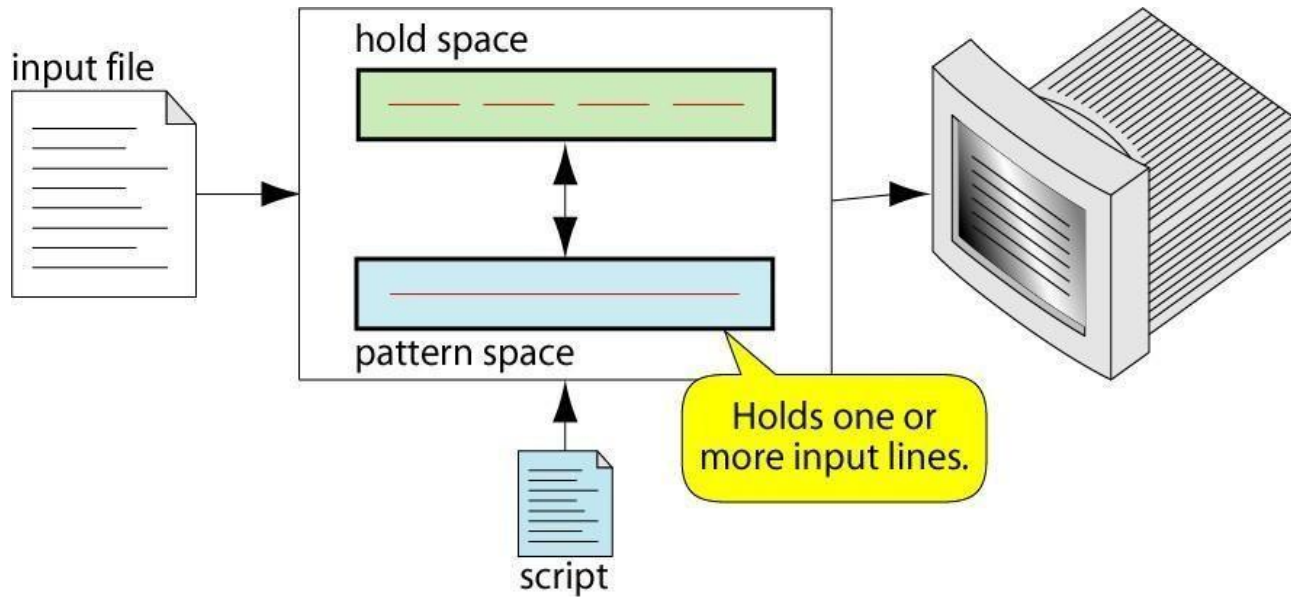 hold space
input file
pattern space
Holds one or
more input lines.
script